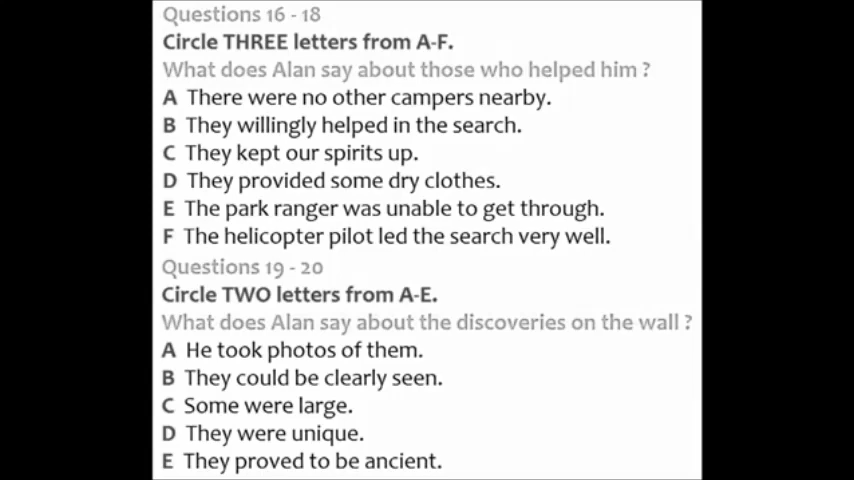 Questions 16 - 18
Circle THREE letters from A-F.
What does Alan say about those who helped him ?
A There were no other campers nearby.
B They willingly helped in the search.
C They kept our spirits up.
D They provided some dry clothes.
E The park ranger was unable to get through.
F The helicopter pilot led the search very well.
Questions 19 - 20
Circle TWO letters from A-E.
What does Alan say about the discoveries on the wall ?
A He took photos of them.
B They could be clearly seen.
C Some were large.
D They were unique.
E They proved to be ancient.